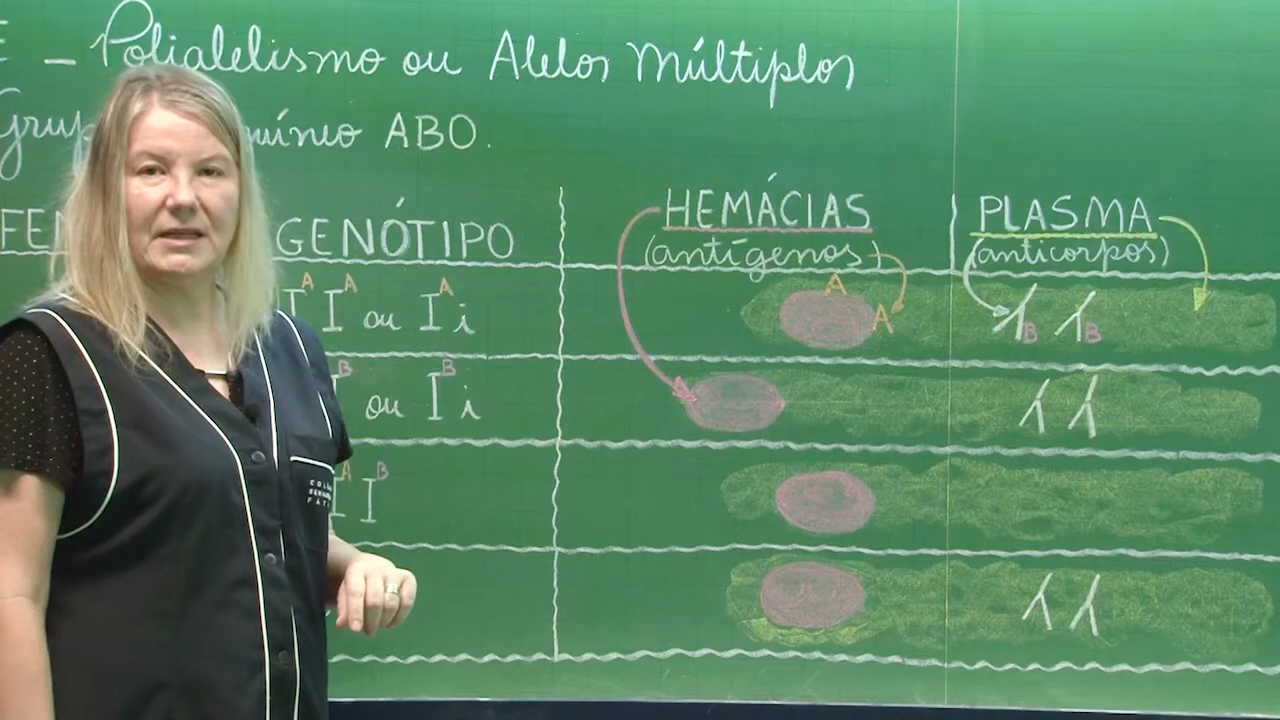 E – Polialelismo ou Alelos Múltiplos
ABO.
GENÓTIPO
HEMÁCIAS
(antígenos)
PLASMA
(anticorpos)
I^A I^A ou I^A i
A
A
B
B
I^B ou I^B i
I^A I^B